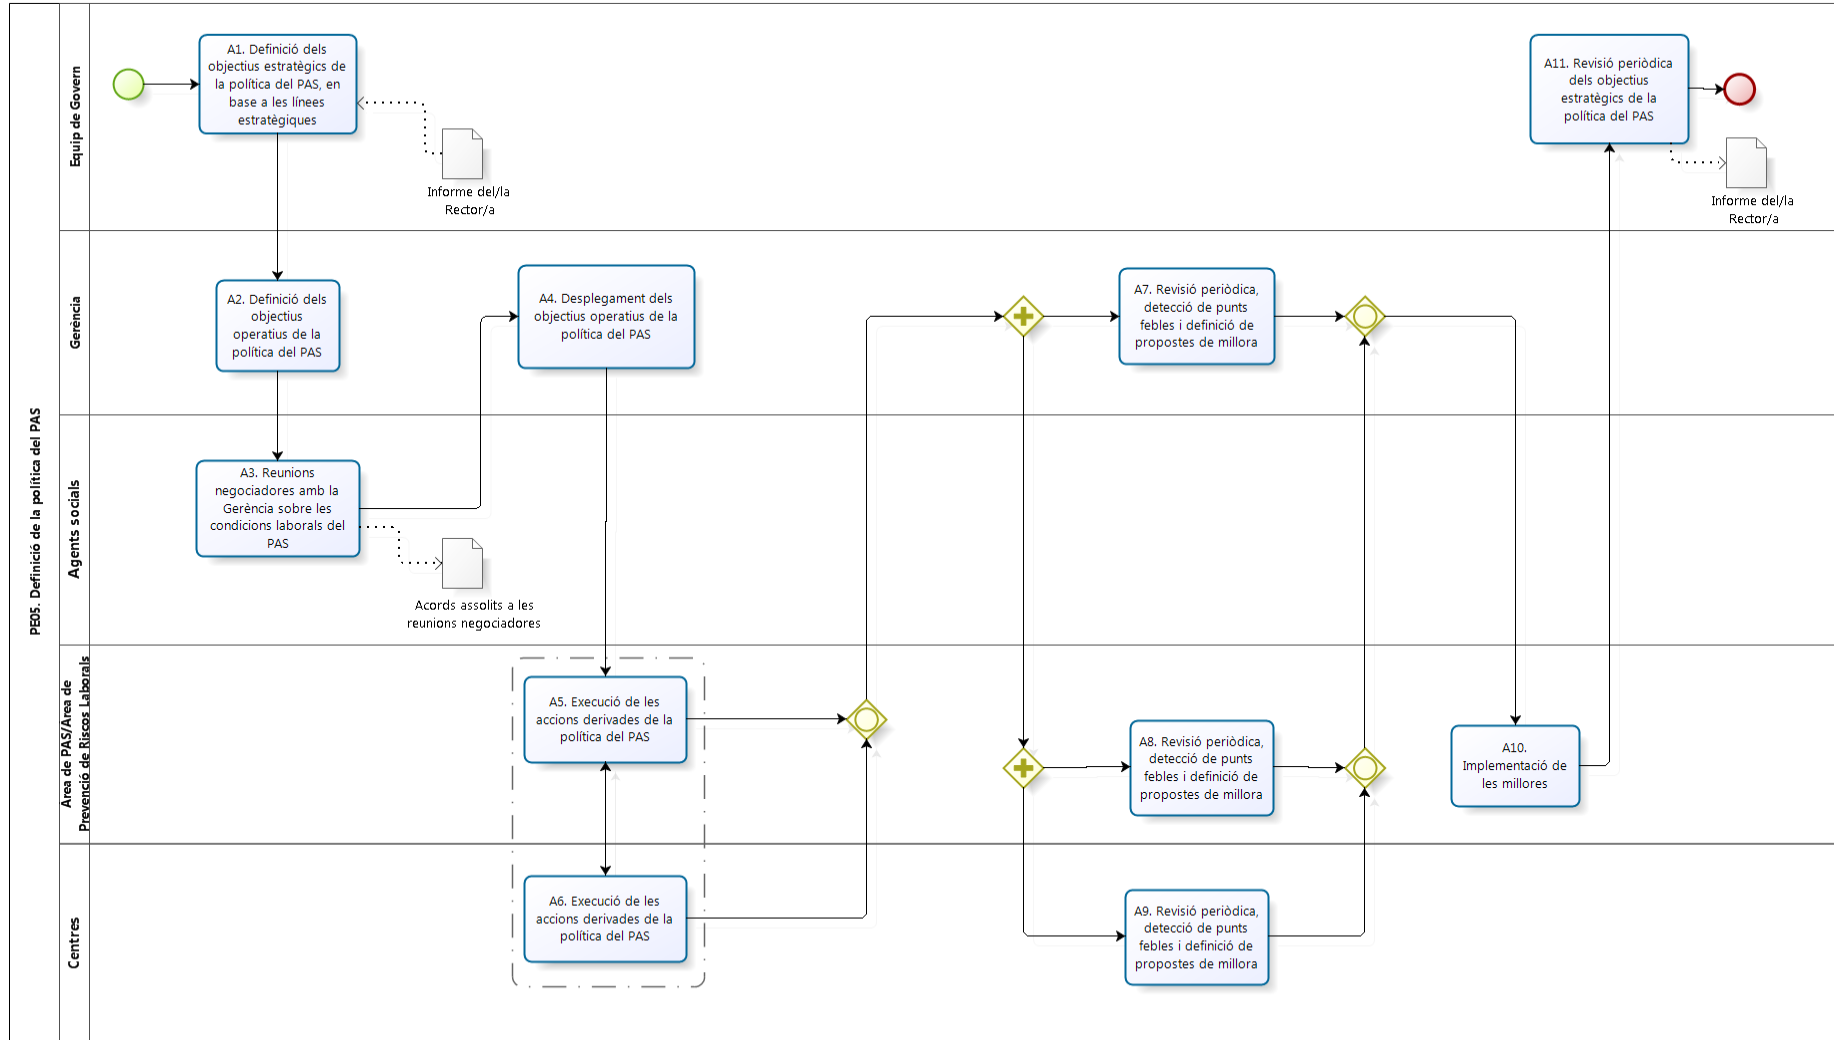 PE05. Definició de la política del PAS
Equip de Govern
A1. Definició dels
objectius estratègics de
la política del PAS, en
base a les línees
estratègiques
Informe del/la
Rector/a
A11. Revisió periòdica
dels objectius
estratègics de la
política del PAS
Informe del/la
Rector/a
Gerència
A2. Definició dels
objectius
operatius de la
política del PAS
A4. Desplegament dels
objectius operatius de la
política del PAS
A7. Revisió periòdica,
detecció de punts
febles i definició de
propostes de millora
Agents socials
A3. Reunions
negociadores amb la
Gerència sobre les
condicions laborals del
PAS
Acords assolits a les
reunions negociadores
Area de PAS/Area de
Prevenció de Riscos Laborals
A5. Execució de les
accions derivades de la
política del PAS
A8. Revisió periòdica,
detecció de punts
febles i definició de
propostes de millora
A10.
Implementació de
les millores
Centres
A6. Execució de les
accions derivades de la
política del PAS
A9. Revisió periòdica,
detecció de punts
febles i definició de
propostes de millora